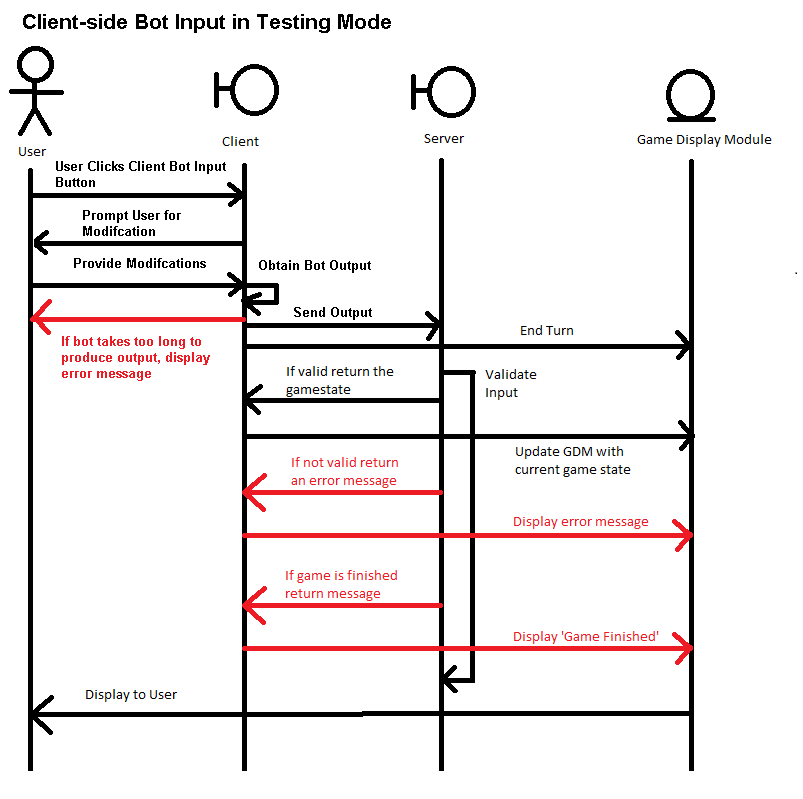 Client-side Bot Input in Testing Mode
User
Client
Server
Game Display Module
User Clicks Client Bot Input
Button
Prompt User for
Modifcation
Provide Modifcations
Obtain Bot Output
Send Output
If bot takes too long to
produce output, display
error message
End Turn
If valid return the
gamestate
Validate
Input
Update GDM with
current game state
If not valid return
an error message
Display error message
If game is finished
return message
Display 'Game Finished'
Display to User